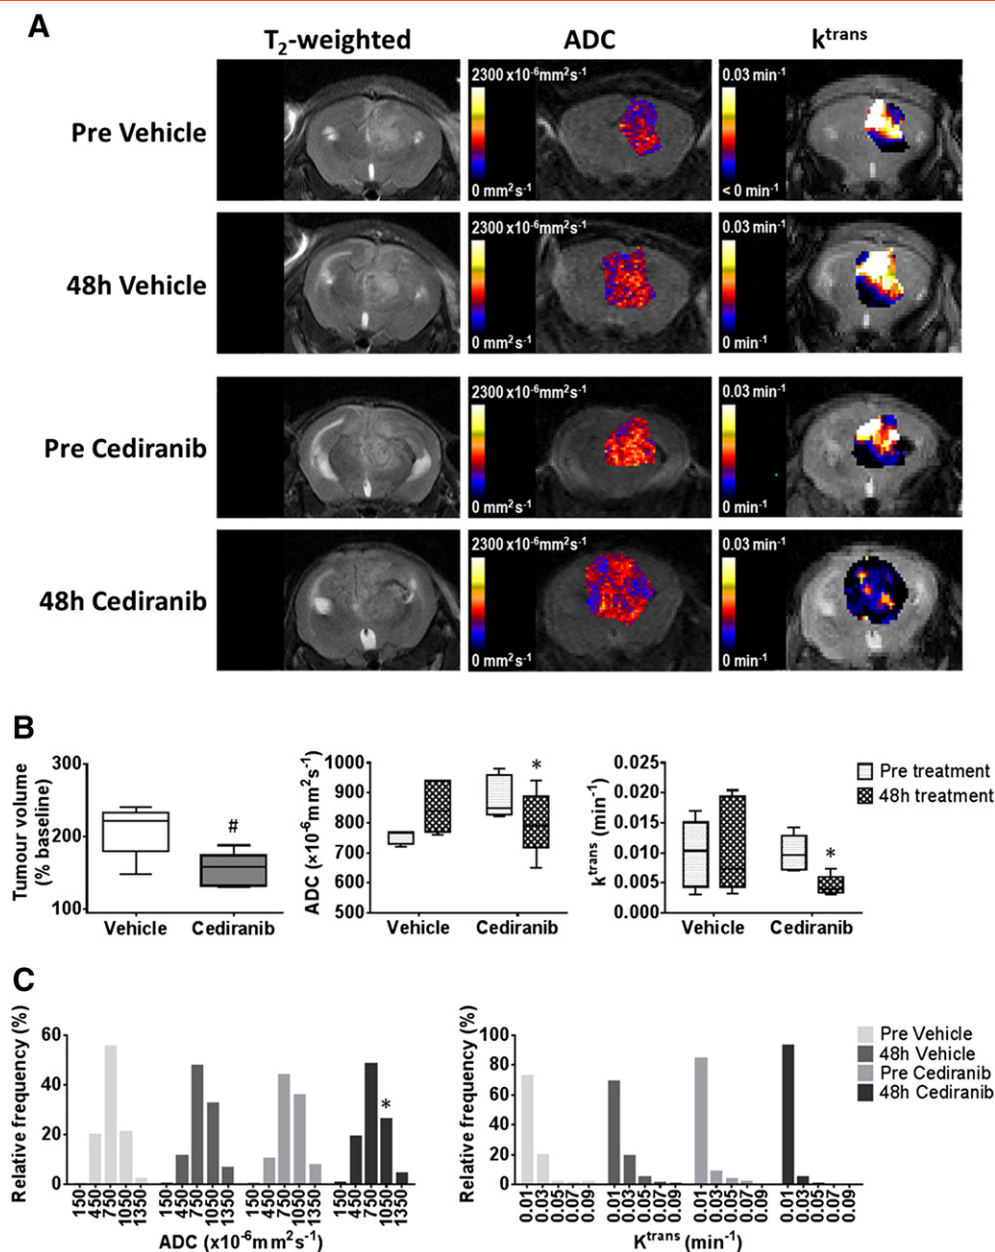 A
T2-weighted ADC ktrans
Pre Vehicle
2300 x10-6mm2s-1
0 mm2s-1
0.03 min-1
< 0 min-1
48h Vehicle
2300 x10-6mm2s-1
0 mm2s-1
0.03 min-1
0 min-1
Pre Cediranib
2300 x10-6mm2s-1
0 mm2s-1
0.03 min-1
0 min-1
48h Cediranib
2300 x10-6mm2s-1
0 mm2s-1
0.03 min-1
0 min-1
B
Tumour volume
(% baseline)
300
200
100
#
Vehicle Cediranib
ADC (×10-6mm2s-1)
1000
900
800
700
600
500
*
Vehicle Cediranib
ktrans (min-1)
0.025
0.020
0.015
0.010
0.005
0.000
*
Vehicle Cediranib
Pre treatment
48h treatment
C
Relative frequency (%)
60
40
20
0
*
150 450 750 1050 1350 150 450 750 1050 1350 150 450 750 1050 1350 150 450 750 1050 1350
ADC (x10-6mm2s-1)
Relative frequency (%)
100
80
60
40
20
0
0.01 0.03 0.05 0.07 0.09 0.01 0.03 0.05 0.07 0.09 0.01 0.03 0.05 0.07 0.09 0.01 0.03 0.05 0.07 0.09
Ktrans (min-1)
Pre Vehicle
48h Vehicle
Pre Cediranib
48h Cediranib